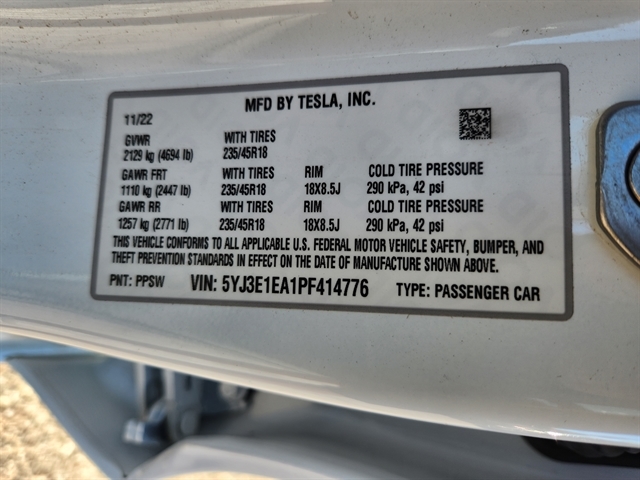 MFD BY TESLA, INC.
11/22
GVWR WITH TIRES
2129 kg (4694 lb) 235/45R18
GAWR FRT WITH TIRES RIM COLD TIRE PRESSURE
1110 kg (2447 lb) 235/45R18 18X8.5J 290 kPa, 42 psi
GAWR RR WITH TIRES RIM COLD TIRE PRESSURE
1257 kg (2771 lb) 235/45R18 18X8.5J 290 kPa, 42 psi
THIS VEHICLE CONFORMS TO ALL APPLICABLE U.S. FEDERAL MOTOR VEHICLE SAFETY, BUMPER, AND
THEFT PREVENTION STANDARDS IN EFFECT ON THE DATE OF MANUFACTURE SHOWN ABOVE.
PNT: PPSW VIN: 5YJ3E1EA1PF414776 TYPE: PASSENGER CAR